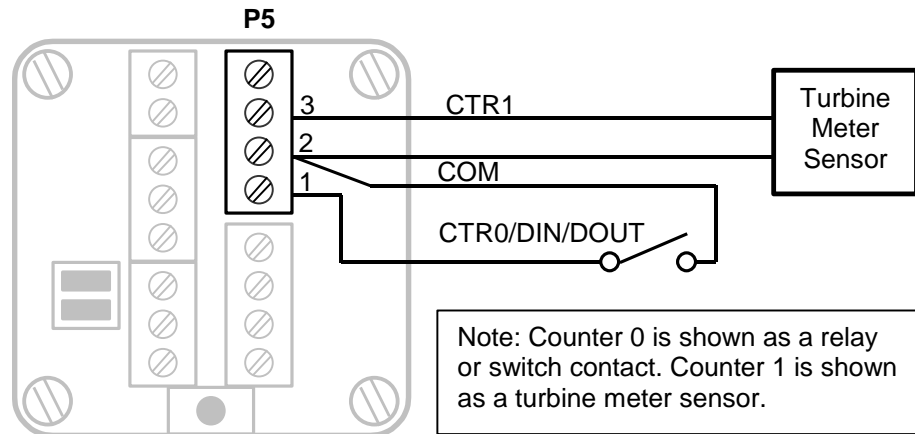 P5
3
CTR1
2
COM
1
CTR0/DIN/DOUT
Turbine
Meter
Sensor
Note: Counter 0 is shown as a relay
or switch contact. Counter 1 is shown
as a turbine meter sensor.